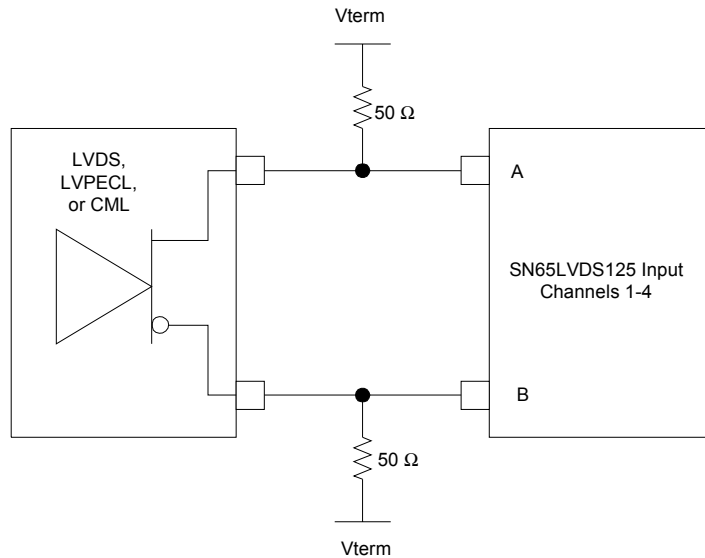 Vterm
50 Ω
LVDS,
LVPECL,
or CML
A
SN65LVDS125 Input
Channels 1-4
B
50 Ω
Vterm